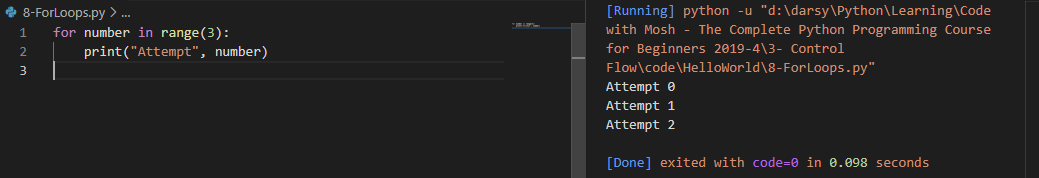 8-ForLoops.py > ...
1 for number in range(3):
2     print("Attempt", number)
3
[Running] python -u "d:\darsy\Python\Learning\Code
with Mosh - The Complete Python Programming Course
for Beginners 2019-4\3- Control
Flow\code\HelloWorld\8-ForLoops.py"
Attempt 0
Attempt 1
Attempt 2
[Done] exited with code=0 in 0.098 seconds